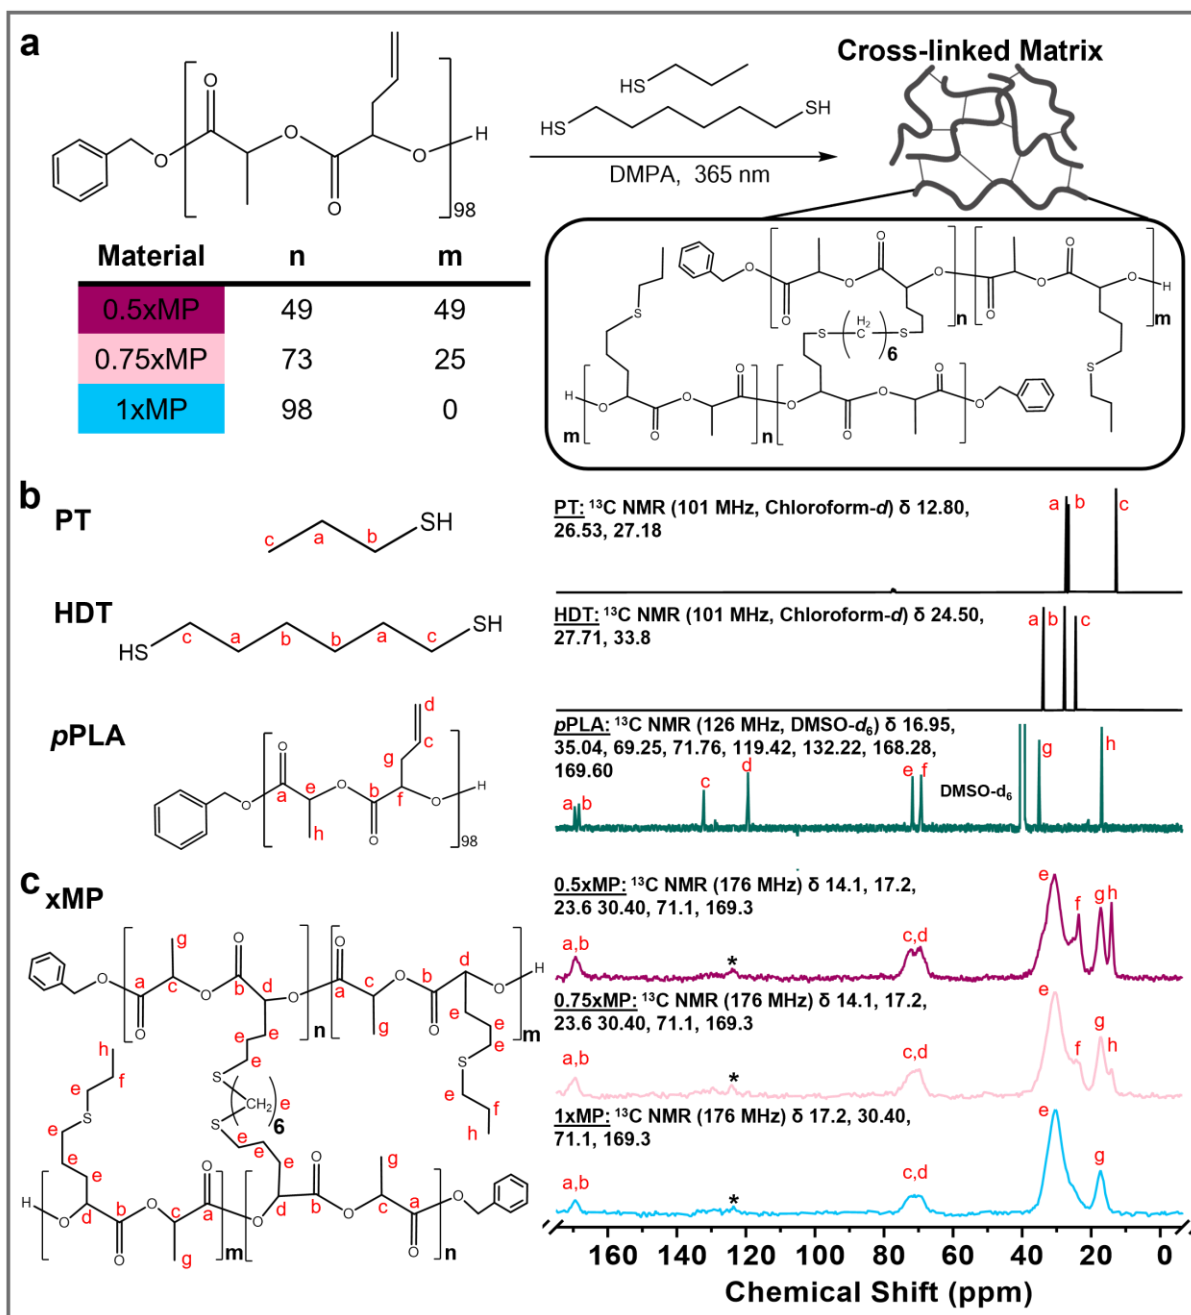 a
Cross-linked Matrix
HS
HS
SH
DMPA, 365 nm
O
O
O
O
O
H
98
Material n m
0.5xMP 49 49
0.75xMP 73 25
1xMP 98 0
O
O
O
O
O
O
O
O
O
O
H
n
m
S
S
H2
C
6
S
S
H
O
O
O
O
O
O
O
O
O
O
m
n
b
PT
SH
c
a
b
PT: ¹³C NMR (101 MHz, Chloroform-d) δ 12.80,
26.53, 27.18
a
b
c
HDT
HS
c
a
b
b
a
c
SH
HDT: ¹³C NMR (101 MHz, Chloroform-d) δ 24.50,
27.71, 33.8
a
b
c
pPLA
d
c
g
O
O
a
e
O
b
f
O
O
H
h
98
pPLA: ¹³C NMR (126 MHz, DMSO-d₆) δ 16.95,
35.04, 69.25, 71.76, 119.42, 132.22, 168.28,
169.60
a
b
c
d
e
f
DMSO-d₆
g
h
c
xMP
g
O
O
a
c
O
b
d
O
O
n
a
O
c
g
O
b
O
d
O
H
m
e
e
e
S
e
f
h
e
e
e
S
(CH₂)
6
e
S
e
e
e
h
f
e
S
e
e
e
H
O
d
b
O
O
c
g
a
O
m
O
d
b
O
O
c
g
a
O
O
n
0.5xMP: ¹³C NMR (176 MHz) δ 14.1, 17.2,
23.6 30.40, 71.1, 169.3
a,b
*
c,d
e
f
g
h
0.75xMP: ¹³C NMR (176 MHz) δ 14.1, 17.2,
23.6 30.40, 71.1, 169.3
a,b
*
c,d
e
f
g
h
1xMP: ¹³C NMR (176 MHz) δ 17.2, 30.40,
71.1, 169.3
a,b
*
c,d
e
g
160 140 120 100 80 60 40 20 0
Chemical Shift (ppm)